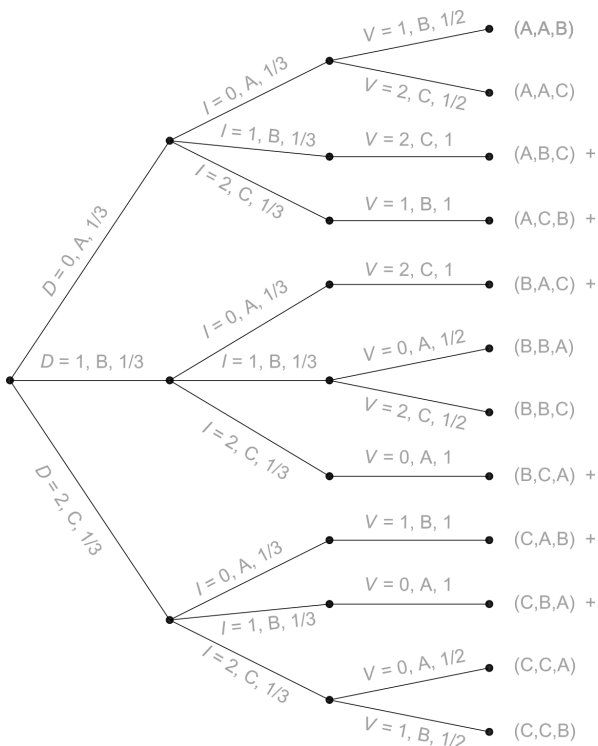 V = 1, B, 1/2
(A,A,B)
I = 0, A, 1/3
V = 2, C, 1/2
(A,A,C)
I = 1, B, 1/3
V = 2, C, 1
(A,B,C) +
I = 2, C, 1/3
V = 1, B, 1
(A,C,B) +
D = 0, A, 1/3
V = 2, C, 1
(B,A,C) +
I = 0, A, 1/3
V = 0, A, 1/2
(B,B,A)
D = 1, B, 1/3
I = 1, B, 1/3
V = 2, C, 1/2
(B,B,C)
I = 2, C, 1/3
V = 0, A, 1
(B,C,A) +
D = 2, C, 1/3
V = 1, B, 1
(C,A,B) +
I = 0, A, 1/3
V = 0, A, 1
(C,B,A) +
I = 1, B, 1/3
V = 0, A, 1/2
(C,C,A)
I = 2, C, 1/3
V = 1, B, 1/2
(C,C,B)